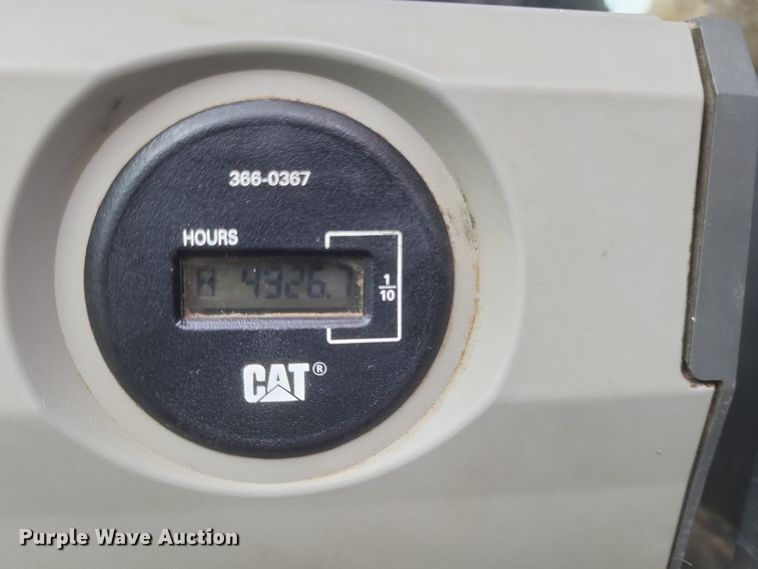 366-0367
HOURS
4926.7
1/10
CAT®
Purple Wave Auction